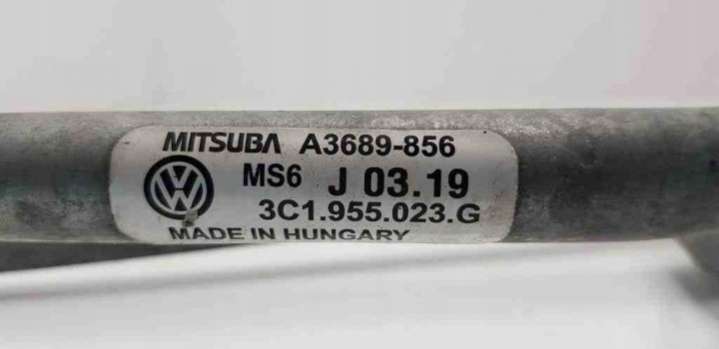 MITSUBA A3689-856
MS6 J 03.19
3C1.955.023.G
MADE IN HUNGARY